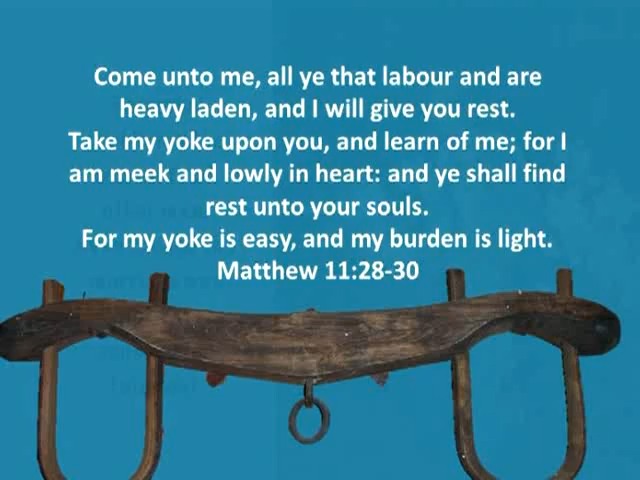 Come unto me, all ye that labour and are
heavy laden, and I will give you rest.
Take my yoke upon you, and learn of me; for I
am meek and lowly in heart: and ye shall find
rest unto your souls.
For my yoke is easy, and my burden is light.
Matthew 11:28-30